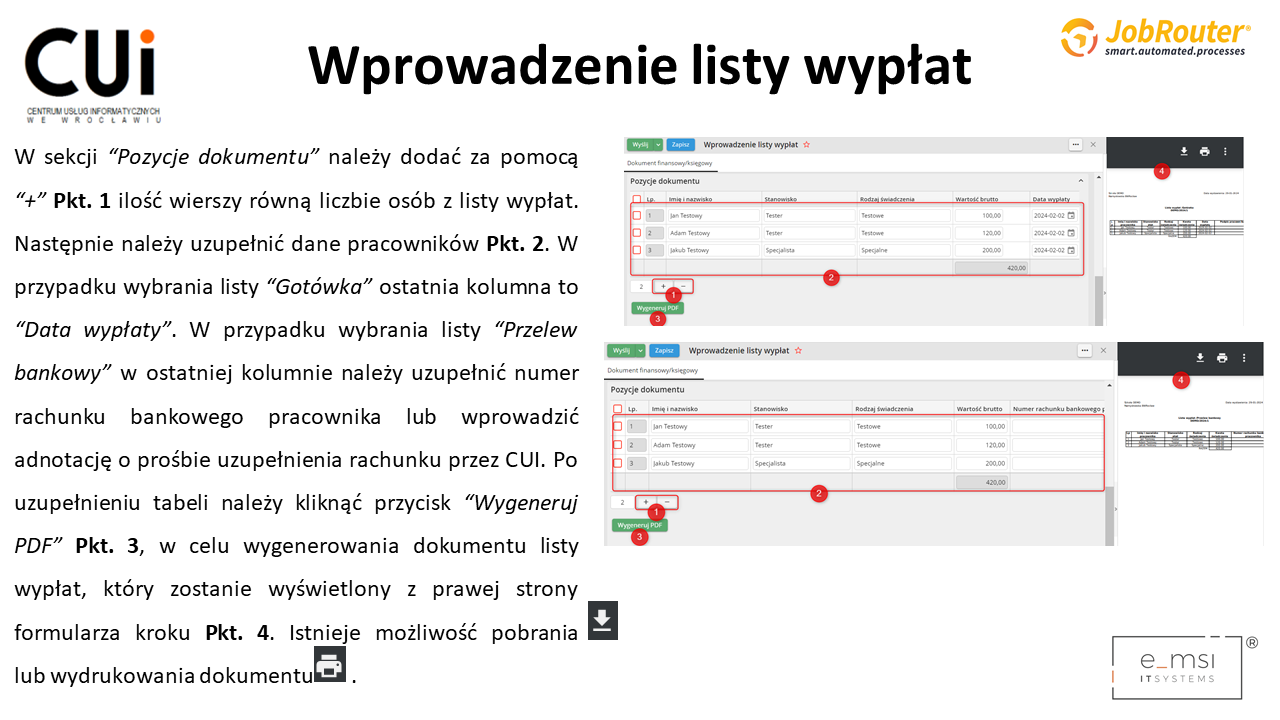 CUi
CENTRUM USŁUG INFORMATYCZNYCH
WE WROCŁAWIU
Wprowadzenie listy wypłat
JobRouter®
smart.automated.processes
W sekcji “Pozycje dokumentu” należy dodać za pomocą
“+” Pkt. 1 ilość wierszy równą liczbie osób z listy wypłat.
Następnie należy uzupełnić dane pracowników Pkt. 2. W
przypadku wybrania listy “Gotówka” ostatnia kolumna to
“Data wypłaty”. W przypadku wybrania listy “Przelew
bankowy” w ostatniej kolumnie należy uzupełnić numer
rachunku bankowego pracownika lub wprowadzić
adnotację o prośbie uzupełnienia rachunku przez CUI. Po
uzupełnieniu tabeli należy kliknąć przycisk “Wygeneruj
PDF” Pkt. 3, w celu wygenerowania dokumentu listy
wypłat, który zostanie wyświetlony z prawej strony
formularza kroku Pkt. 4. Istnieje możliwość pobrania
lub wydrukowania dokumentu .
Wyślij Zapisz Wprowadzenie listy wypłat
Dokument finansowy/księgowy
4
Pozycje dokumentu
Lp. Imię i nazwisko Stanowisko Rodzaj świadczenia Wartość brutto Data wypłaty
1 Jan Testowy Tester Testowe 100,00 2024-02-02
2 Adam Testowy Tester Testowe 120,00 2024-02-02
3 Jakub Testowy Specjalista Specjalne 200,00 2024-02-02
420,00
2
2 + −
1
Wygeneruj PDF
3
Wyślij Zapisz Wprowadzenie listy wypłat
Dokument finansowy/księgowy
4
Pozycje dokumentu
Lp. Imię i nazwisko Stanowisko Rodzaj świadczenia Wartość brutto Numer rachunku bankowego p
1 Jan Testowy Tester Testowe 100,00
2 Adam Testowy Tester Testowe 120,00
3 Jakub Testowy Specjalista Specjalne 200,00
420,00
2
2 + −
1
Wygeneruj PDF
3
e_msi ®
ITSYSTEMS